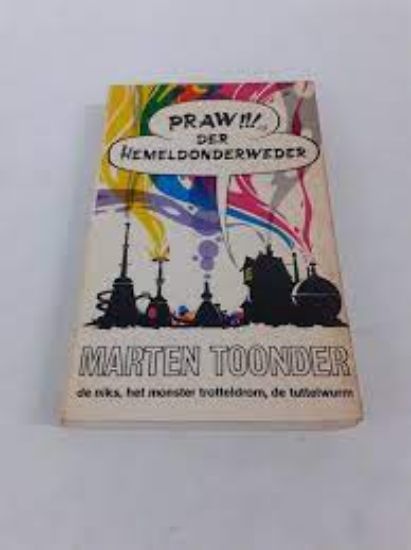 PRAW!!!..
DER
HEMELDONDERWEDER
MARTEN TOONDER
de niks, het monster trotteldrom, de tuttelwurm